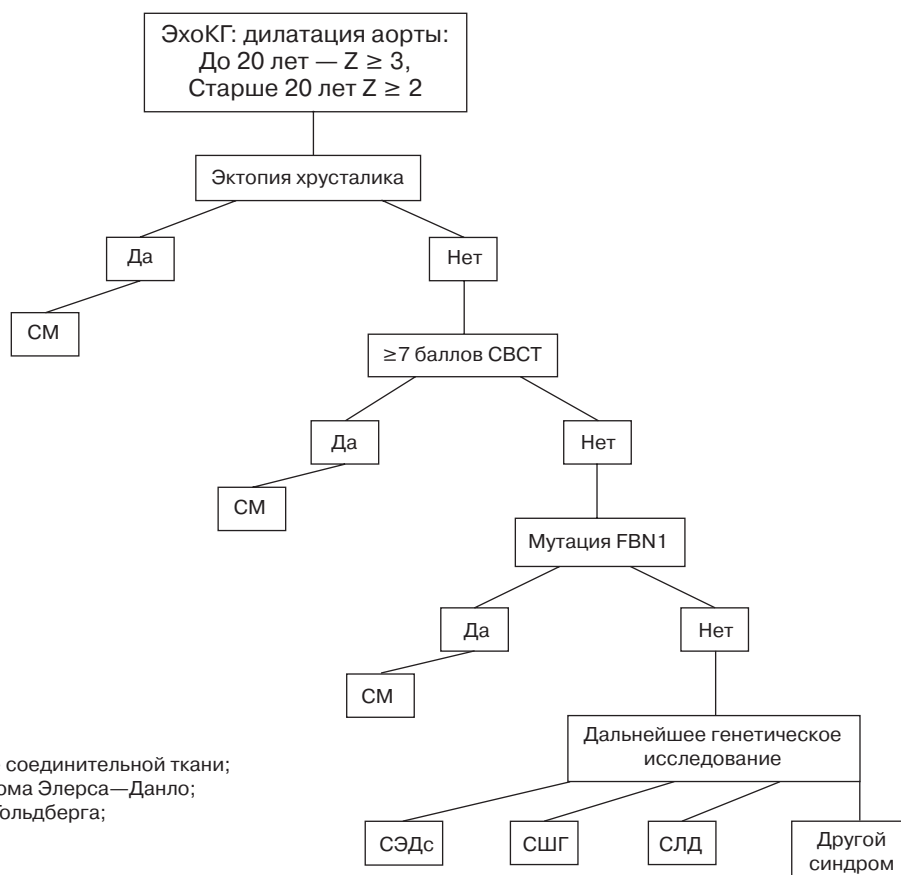 ЭхоКГ: дилатация аорты:
До 20 лет — Z ≥ 3,
Старше 20 лет Z ≥ 2
Эктопия хрусталика
Да
Нет
СМ
≥7 баллов СВСТ
Да
Нет
СМ
Мутация FBN1
Да
Нет
СМ
Дальнейшее генетическое
исследование
соединительной ткани;
Элерса—Данло;
СЭДс
СШГ
СЛД
Другой
синдром